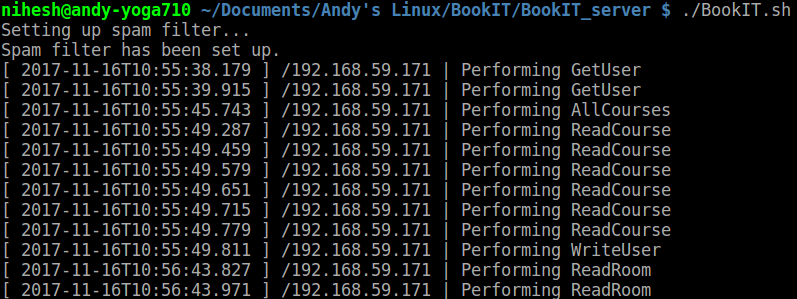 nihesh@andy-yoga710 ~/Documents/Andy's Linux/BookIT/BookIT_server $ ./BookIT.sh
Setting up spam filter...
Spam filter has been set up.
[ 2017-11-16T10:55:38.179 ] /192.168.59.171 | Performing GetUser
[ 2017-11-16T10:55:39.915 ] /192.168.59.171 | Performing GetUser
[ 2017-11-16T10:55:45.743 ] /192.168.59.171 | Performing AllCourses
[ 2017-11-16T10:55:49.287 ] /192.168.59.171 | Performing ReadCourse
[ 2017-11-16T10:55:49.459 ] /192.168.59.171 | Performing ReadCourse
[ 2017-11-16T10:55:49.579 ] /192.168.59.171 | Performing ReadCourse
[ 2017-11-16T10:55:49.651 ] /192.168.59.171 | Performing ReadCourse
[ 2017-11-16T10:55:49.715 ] /192.168.59.171 | Performing ReadCourse
[ 2017-11-16T10:55:49.779 ] /192.168.59.171 | Performing ReadCourse
[ 2017-11-16T10:55:49.811 ] /192.168.59.171 | Performing WriteUser
[ 2017-11-16T10:56:43.827 ] /192.168.59.171 | Performing ReadRoom
[ 2017-11-16T10:56:43.971 ] /192.168.59.171 | Performing ReadRoom